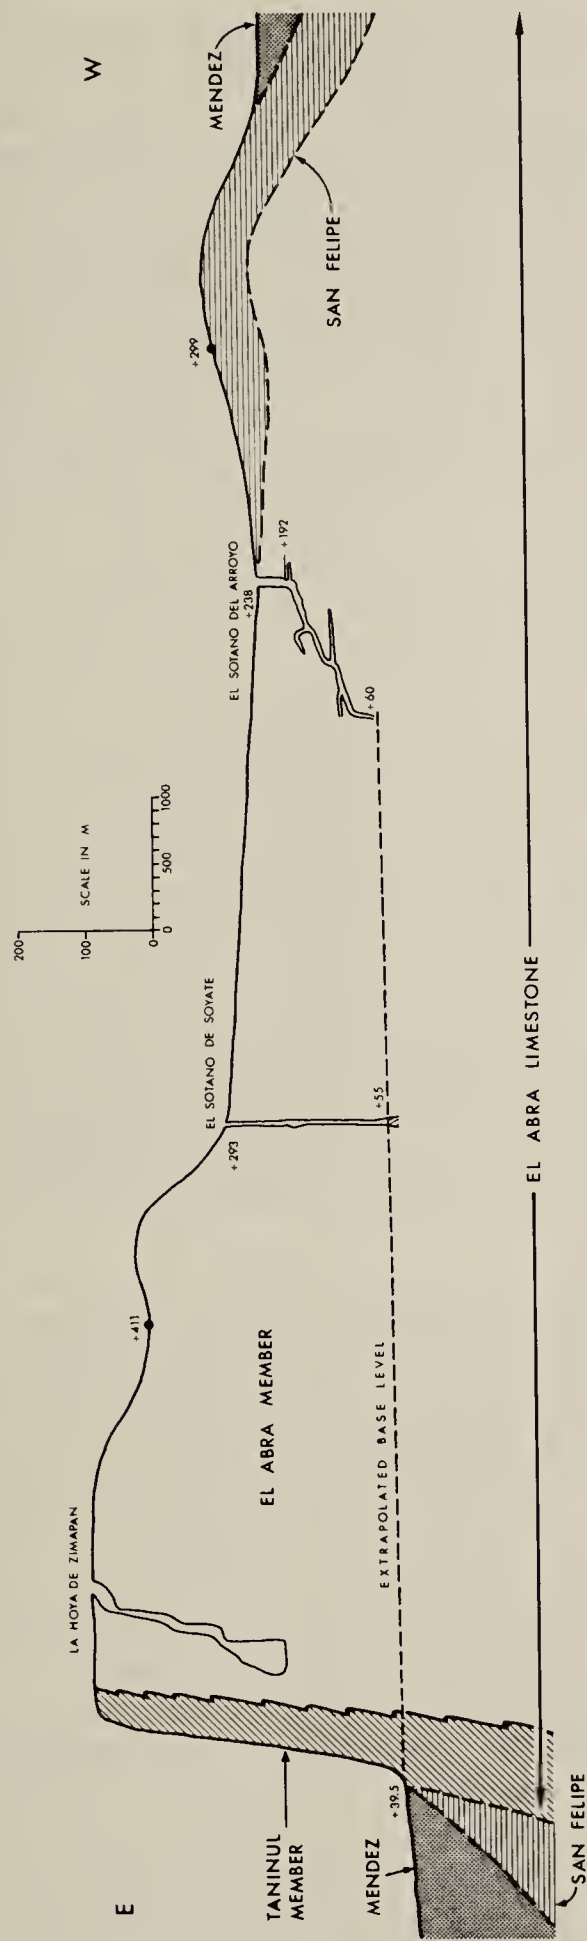 E
W
LA HOYA DE ZIMAPAN
+411
EL SOTANO DE SOYATE
+293
+55
200
100
0
SCALE IN M
0
500
1000
EL SOTANO DEL ARROYO
+238
+192
+60
+299
MENDEZ
SAN FELIPE
EL ABRA MEMBER
EXTRAPOLATED BASE LEVEL
TANINUL
MEMBER
MENDEZ
+39.5
SAN FELIPE
EL ABRA LIMESTONE